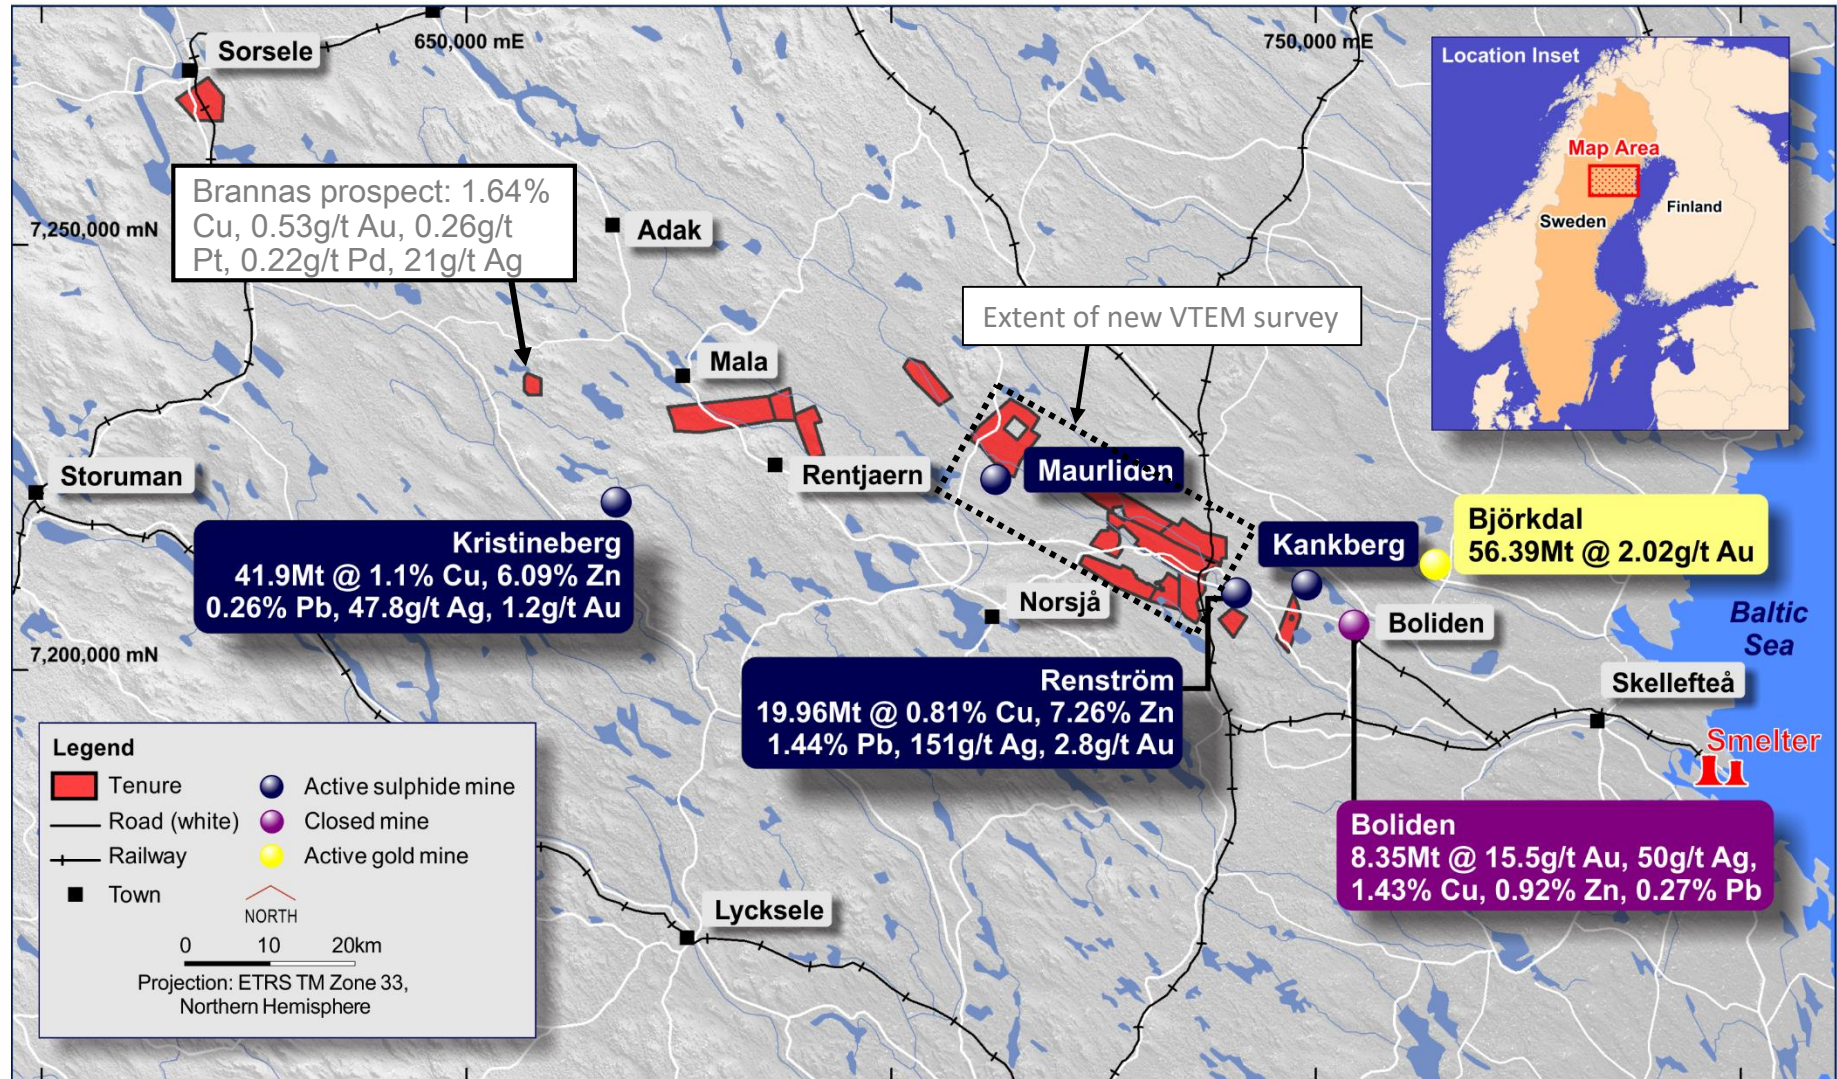 Sorsele
650,000 mE
750,000 mE
Location Inset
Map Area
Sweden
Finland
Brannas prospect: 1.64%
Cu, 0.53g/t Au, 0.26g/t
Pt, 0.22g/t Pd, 21g/t Ag
7,250,000 mN
Adak
Extent of new VTEM survey
Mala
Storuman
Rentjaern
Maurliden
Kristineberg
41.9Mt @ 1.1% Cu, 6.09% Zn
0.26% Pb, 47.8g/t Ag, 1.2g/t Au
Kankberg
Björkdal
56.39Mt @ 2.02g/t Au
Norsjå
Boliden
Baltic
Sea
7,200,000 mN
Renström
19.96Mt @ 0.81% Cu, 7.26% Zn
1.44% Pb, 151g/t Ag, 2.8g/t Au
Skellefteå
Smelter
Boliden
8.35Mt @ 15.5g/t Au, 50g/t Ag,
1.43% Cu, 0.92% Zn, 0.27% Pb
Lycksele
Legend
Tenure
Active sulphide mine
Road (white)
Closed mine
Railway
Active gold mine
Town
NORTH
0 10 20km
Projection: ETRS TM Zone 33,
Northern Hemisphere